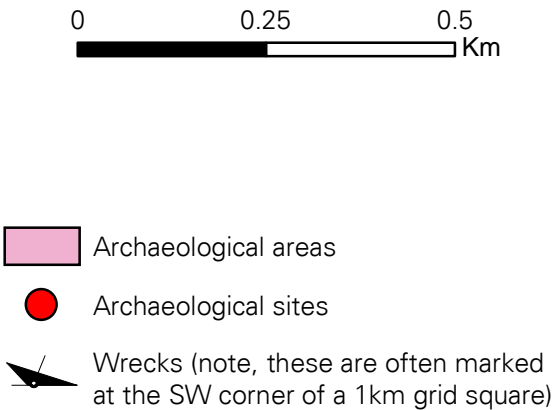 0 0.25 0.5
Km
Archaeological areas
Archaeological sites
Wrecks (note, these are often marked
at the SW corner of a 1km grid square)